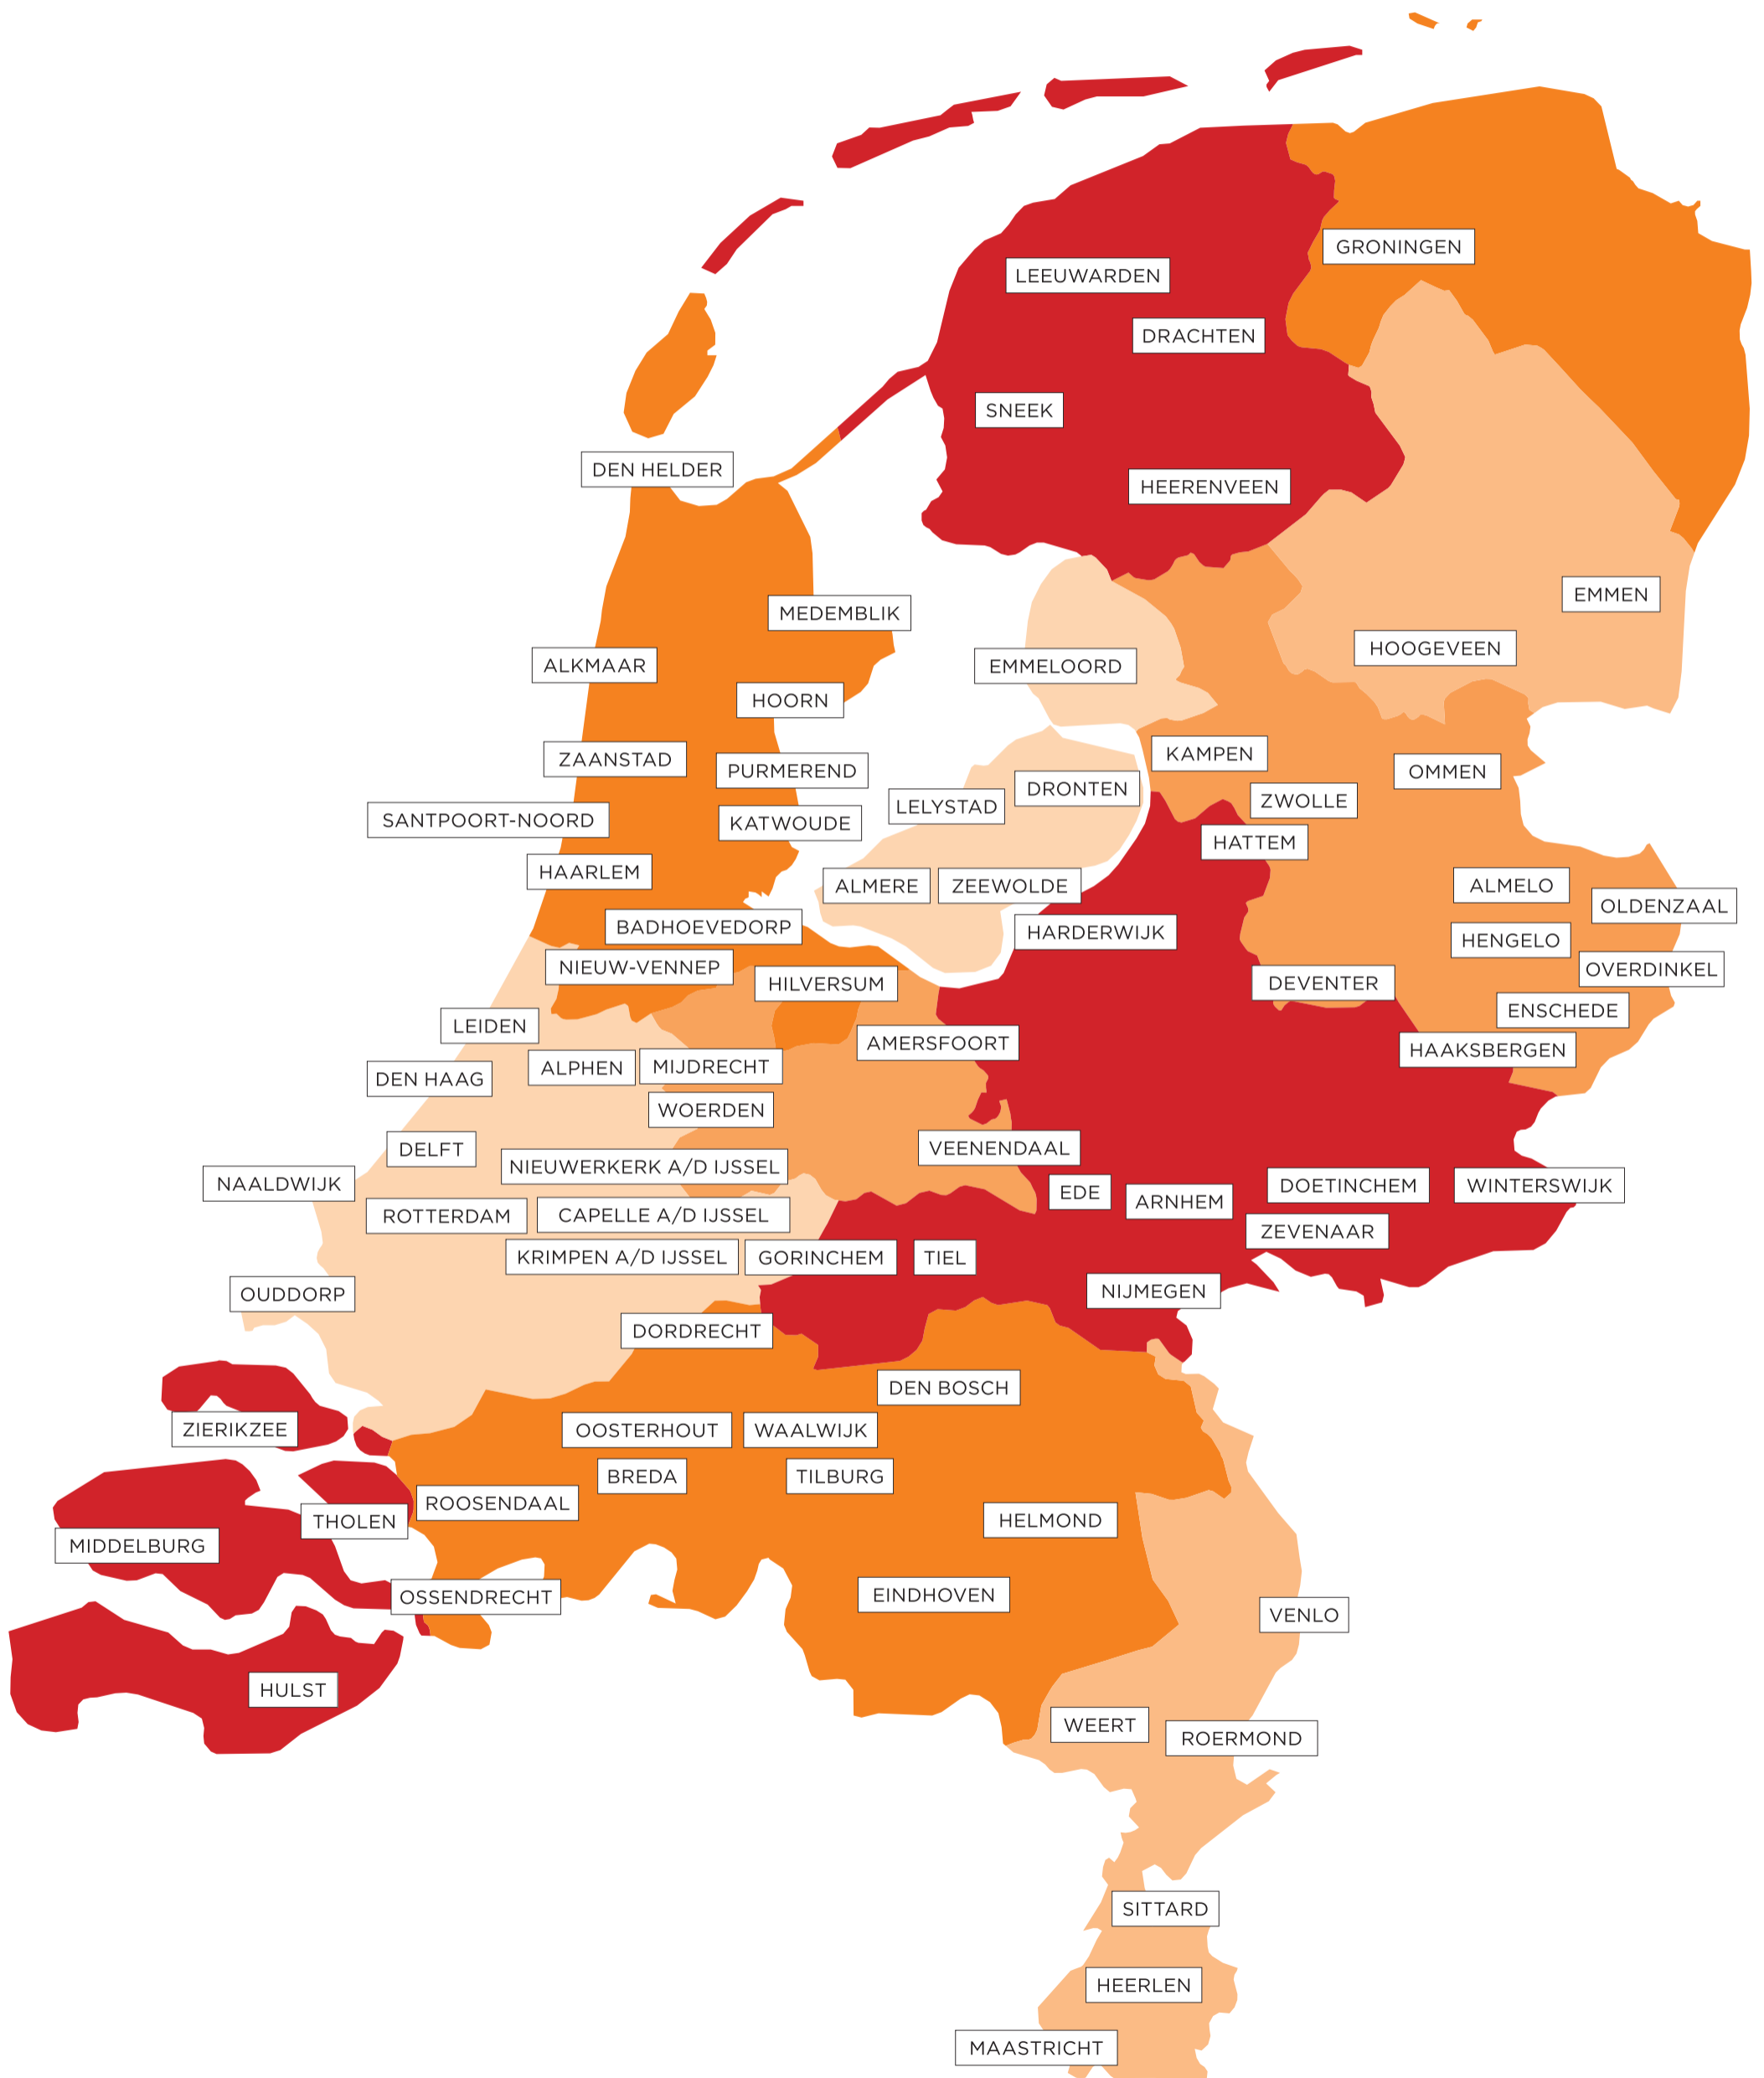 GRONINGEN
LEEUWARDEN
DRACHTEN
SNEEK
DEN HELDER
HEERENVEEN
EMMEN
MEDEMBLIK
HOOGEVEEN
ALKMAAR
EMMELOORD
HOORN
KAMPEN
ZAANSTAD
PURMEREND
OMMEN
DRONTEN
ZWOLLE
LELYSTAD
SANTPOORT-NOORD
KATWOUDE
HATTEM
HAARLEM
ALMERE
ZEEWOLDE
ALMELO
OLDENZAAL
BADHOEVEDORP
HARDERWIJK
HENGELO
NIEUW-VENNEP
OVERDINKEL
HILVERSUM
DEVENTER
ENSCHEDE
LEIDEN
AMERSFOORT
HAAKSBERGEN
ALPHEN
MIJDRECHT
DEN HAAG
WOERDEN
DELFT
VEENENDAAL
NIEUWERKERK A/D IJSSEL
NAALDWIJK
EDE
DOETINCHEM
WINTERSWIJK
ARNHEM
ROTTERDAM
CAPELLE A/D IJSSEL
ZEVENAAR
KRIMPEN A/D IJSSEL
GORINCHEM
TIEL
OUDDORP
NIJMEGEN
DORDRECHT
DEN BOSCH
ZIERIKZEE
OOSTERHOUT
WAALWIJK
BREDA
TILBURG
ROOSENDAAL
THOLEN
HELMOND
MIDDELBURG
OSSENDRECHT
EINDHOVEN
VENLO
HULST
WEERT
ROERMOND
SITTARD
HEERLEN
MAASTRICHT